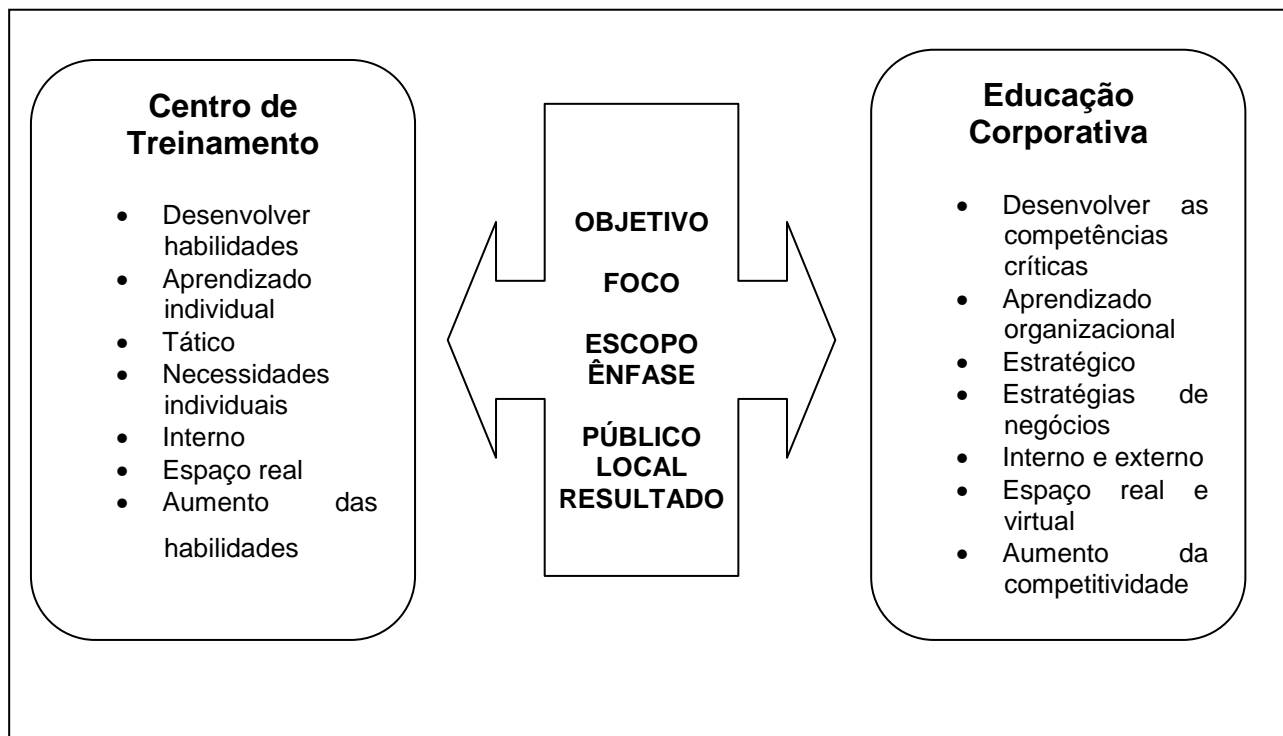 Centro de
Treinamento
• Desenvolver
habilidades
• Aprendizado
individual
• Tático
• Necessidades
individuais
• Interno
• Espaço real
• Aumento das
habilidades
OBJETIVO
FOCO
ESCOPO
ÊNFASE
PÚBLICO
LOCAL
RESULTADO
Educação
Corporativa
• Desenvolver as
competências
críticas
• Aprendizado
organizacional
• Estratégico
• Estratégias de
negócios
• Interno e externo
• Espaço real e
virtual
• Aumento da
competitividade